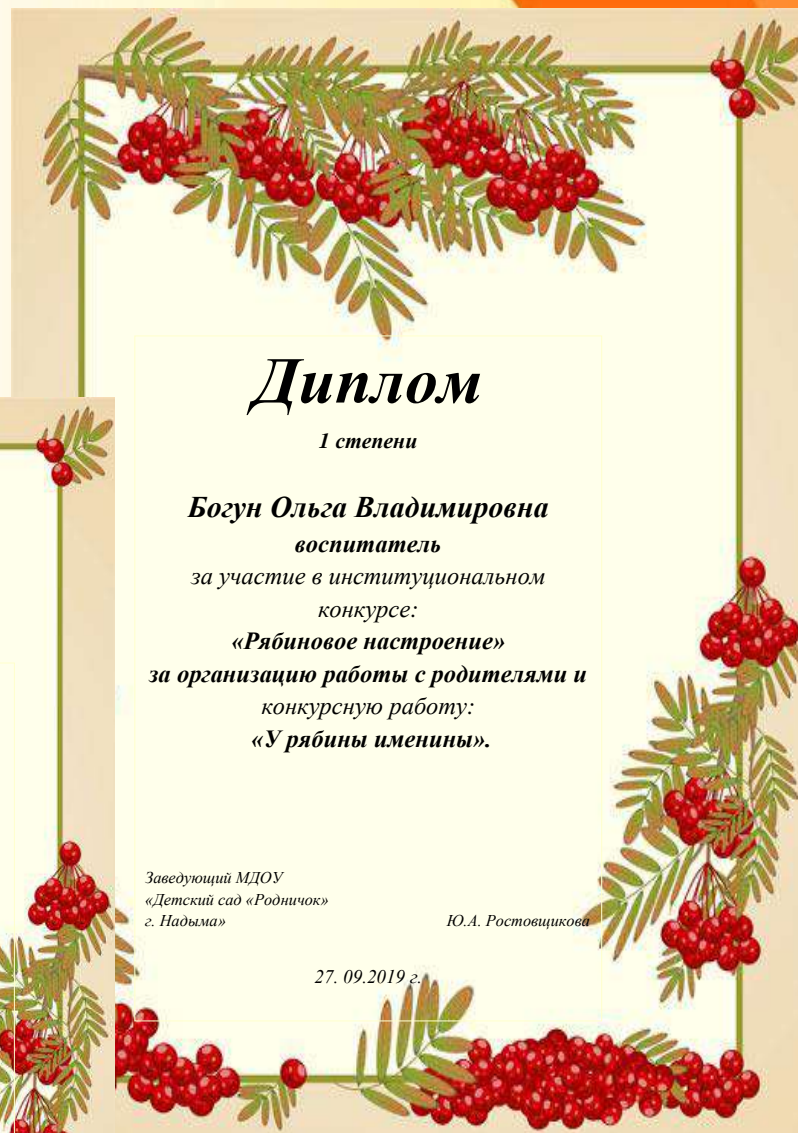 Диплом
1 степени
Богун Ольга Владимировна
воспитатель
за участие в институциональном
конкурсе:
«Рябиновое настроение»
за организацию работы с родителями и
конкурсную работу:
«У рябины именины».
Заведующий МДОУ
«Детский сад «Родничок»
г. Надыма» Ю.А. Ростовщикова
27. 09.2019 г.